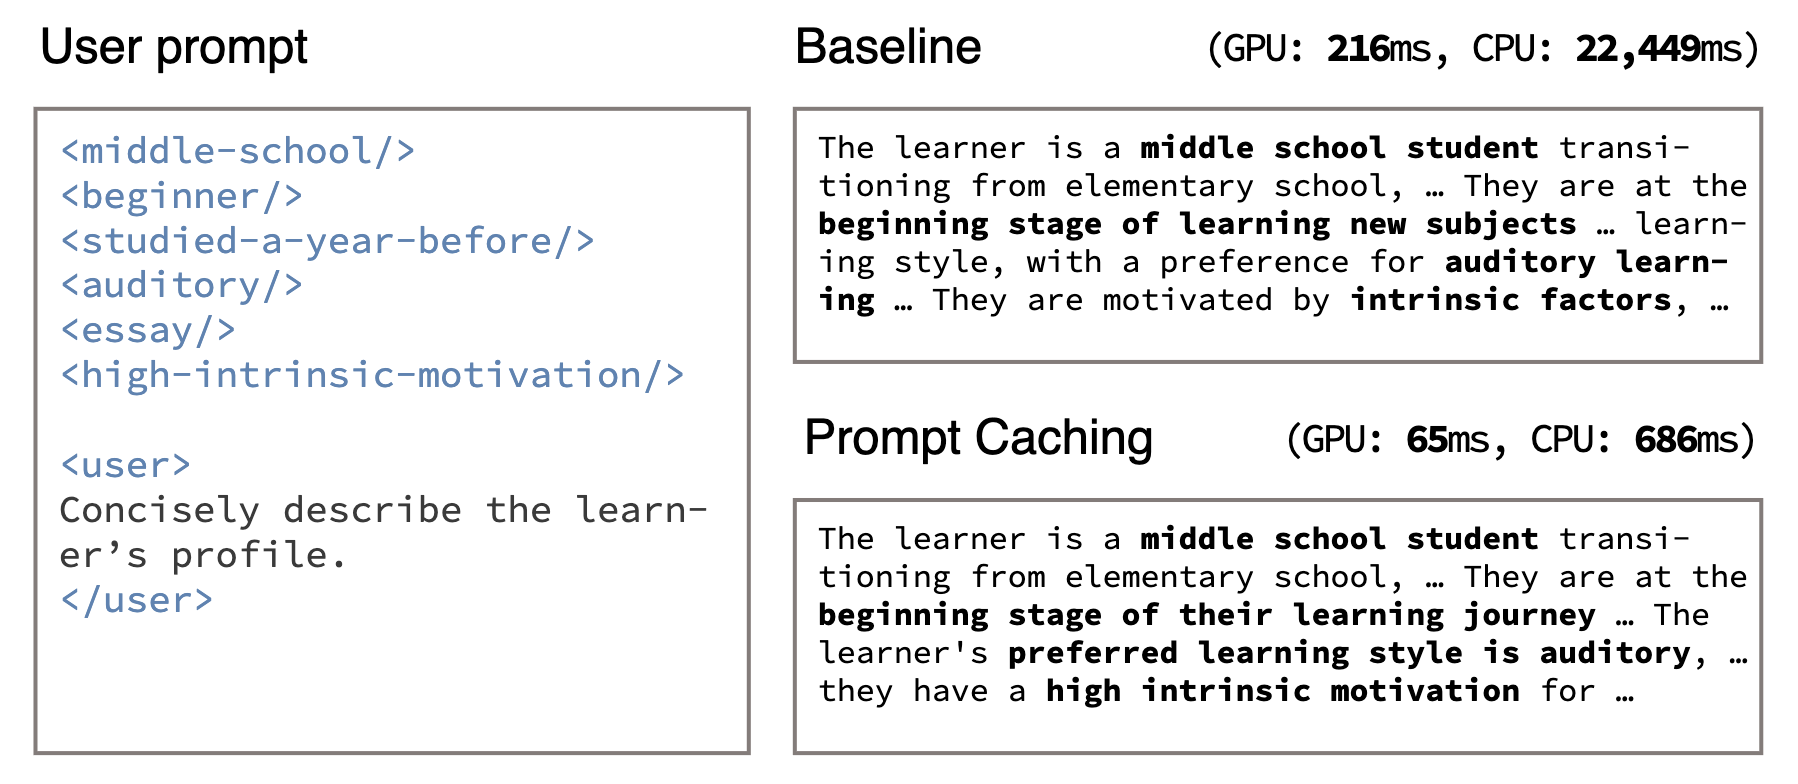 User prompt
<middle-school/>
<beginner/>
<studied-a-year-before/>
<auditory/>
<essay/>
<high-intrinsic-motivation/>
<user>
Concisely describe the learn-
er’s profile.
</user>
Baseline (GPU: 216ms, CPU: 22,449ms)
The learner is a middle school student transi-
tioning from elementary school, … They are at the
beginning stage of learning new subjects … learn-
ing style, with a preference for auditory learn-
ing … They are motivated by intrinsic factors, …
Prompt Caching (GPU: 65ms, CPU: 686ms)
The learner is a middle school student transi-
tioning from elementary school, … They are at the
beginning stage of their learning journey … The
learner's preferred learning style is auditory, …
they have a high intrinsic motivation for …